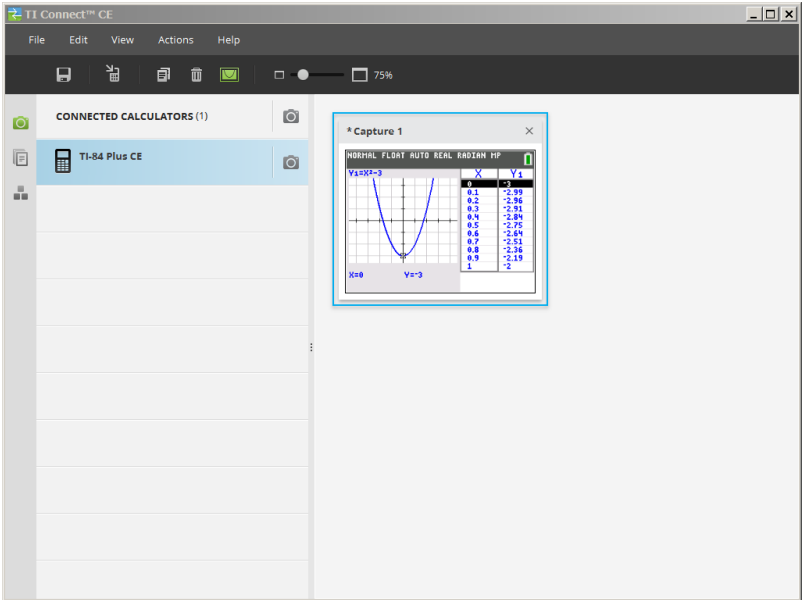 TI Connect™ CE
File Edit View Actions Help
75%
CONNECTED CALCULATORS (1)
TI-84 Plus CE
*Capture 1
NORMAL FLOAT AUTO REAL RADIAN MP
Y1=X²-3
X Y1
0 -3
0.1 -2.99
0.2 -2.96
0.3 -2.91
0.4 -2.84
0.5 -2.75
0.6 -2.64
0.7 -2.51
0.8 -2.36
0.9 -2.19
1 -2
X=0 Y=-3